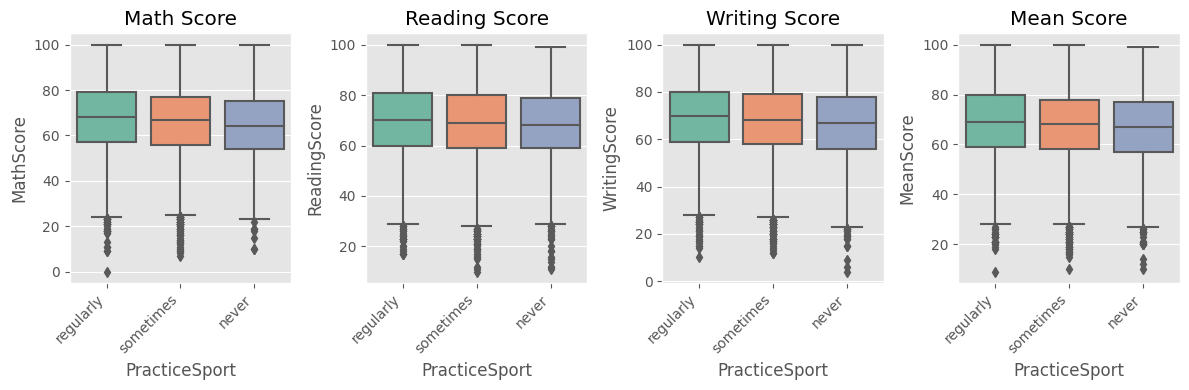 Math Score
MathScore
100
80
60
40
20
0
regularly
sometimes
never
PracticeSport
Reading Score
ReadingScore
100
80
60
40
20
regularly
sometimes
never
PracticeSport
Writing Score
WritingScore
100
80
60
40
20
0
regularly
sometimes
never
PracticeSport
Mean Score
MeanScore
100
80
60
40
20
regularly
sometimes
never
PracticeSport